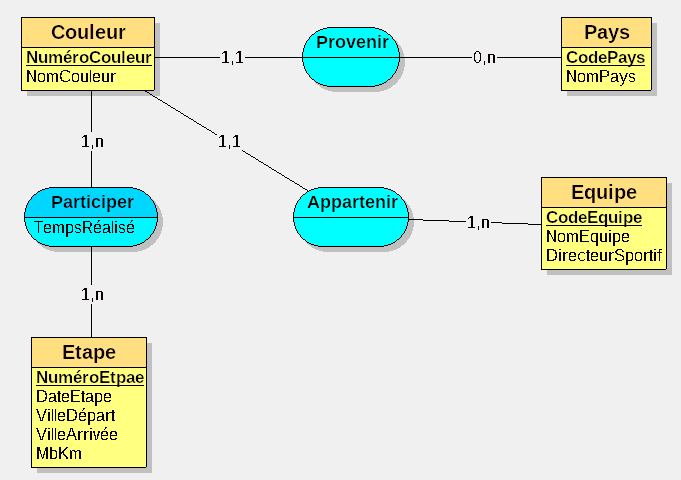 Couleur
NuméroCouleur
NomCouleur
1,1
Provenir
0,n
Pays
CodePays
NomPays
1,n
1,1
Participer
TempsRéalisé
Appartenir
1,n
Equipe
CodeEquipe
NomEquipe
DirecteurSportif
1,n
Etape
NuméroEtpae
DateEtape
VilleDépart
VilleArrivée
MbKm